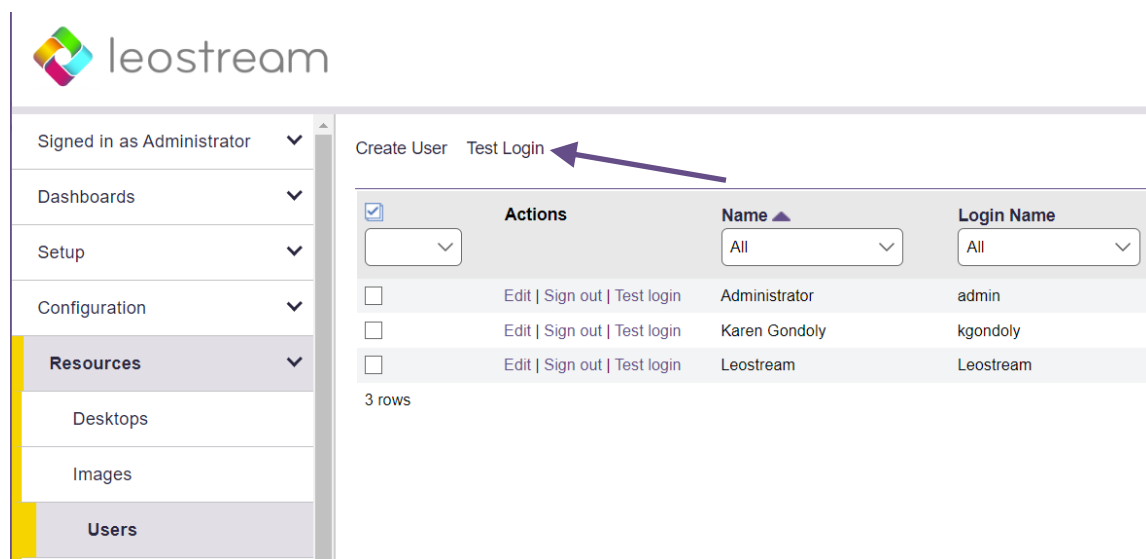 leostream
Signed in as Administrator
Dashboards
Setup
Configuration
Resources
Desktops
Images
Users
Create User Test Login
Actions Name Login Name
All All
Edit | Sign out | Test login Administrator admin
Edit | Sign out | Test login Karen Gondoly kgondoly
Edit | Sign out | Test login Leostream Leostream
3 rows